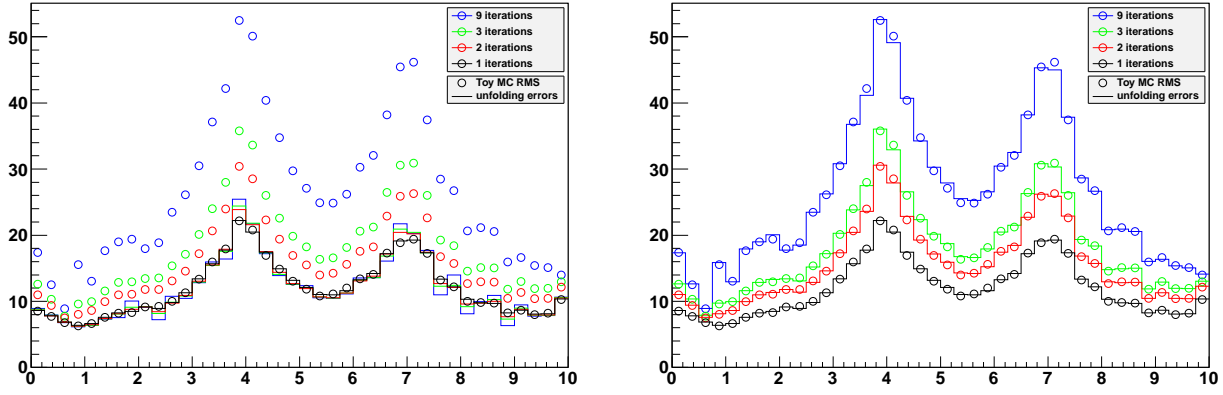 50
40
30
20
10
0
0 1 2 3 4 5 6 7 8 9 10
9 iterations
3 iterations
2 iterations
1 iterations
Toy MC RMS
unfolding errors
50
40
30
20
10
0
0 1 2 3 4 5 6 7 8 9 10
9 iterations
3 iterations
2 iterations
1 iterations
Toy MC RMS
unfolding errors